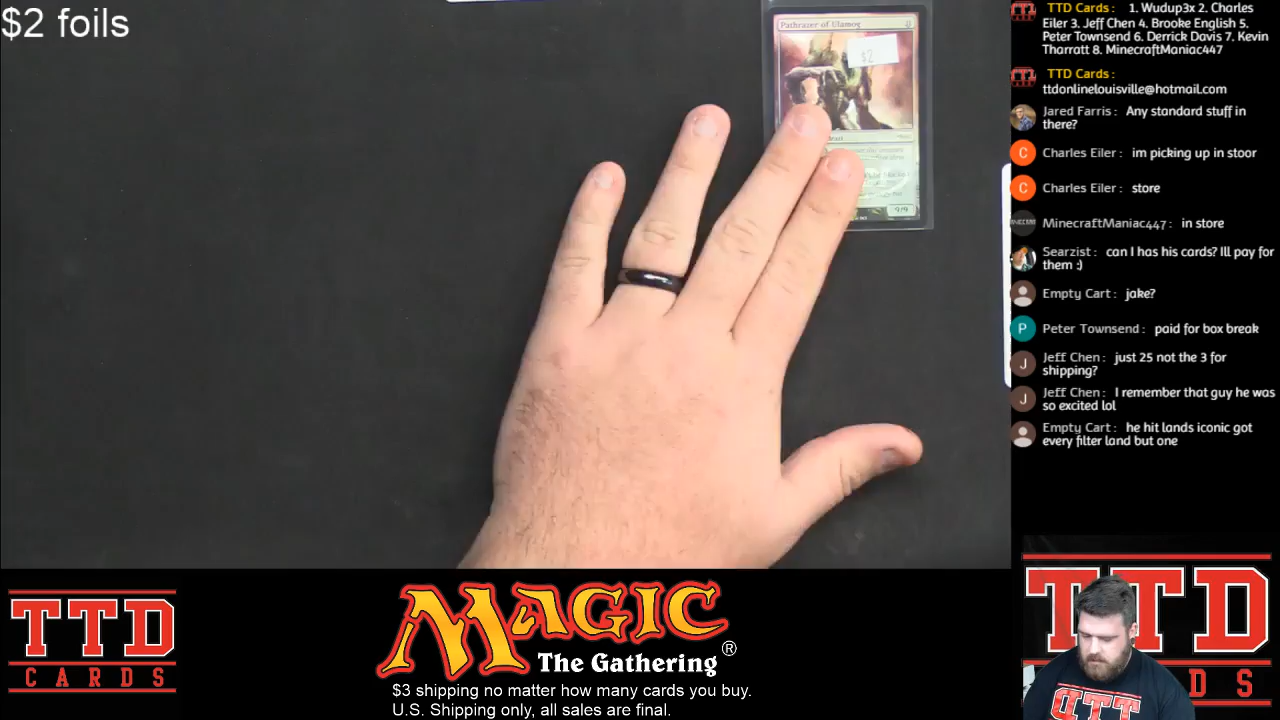 $2 foils
Pathrazer of Ulamog
$2
9/9
TTD Cards : 1. Wudup3x 2. Charles
Eiler 3. Jeff Chen 4. Brooke English 5.
Peter Townsend 6. Derrick Davis 7. Kevin
Tharratt 8. MinecraftManiac447
TTD Cards :
ttdonlinelouisville@hotmail.com
Jared Farris : Any standard stuff in
there?
C Charles Eiler : im picking up in stoor
C Charles Eiler : store
MinecraftManiac447 : in store
Searzist : can I has his cards? Ill pay for
them :)
Empty Cart : jake?
P Peter Townsend : paid for box break
J Jeff Chen : just 25 not the 3 for
shipping?
J Jeff Chen : I remember that guy he was
so excited lol
Empty Cart : he hit lands iconic got
every filter land but one
TTD
CARDS
MAGIC
The Gathering®
$3 shipping no matter how many cards you buy.
U.S. Shipping only, all sales are final.
TTD
DS
TTD